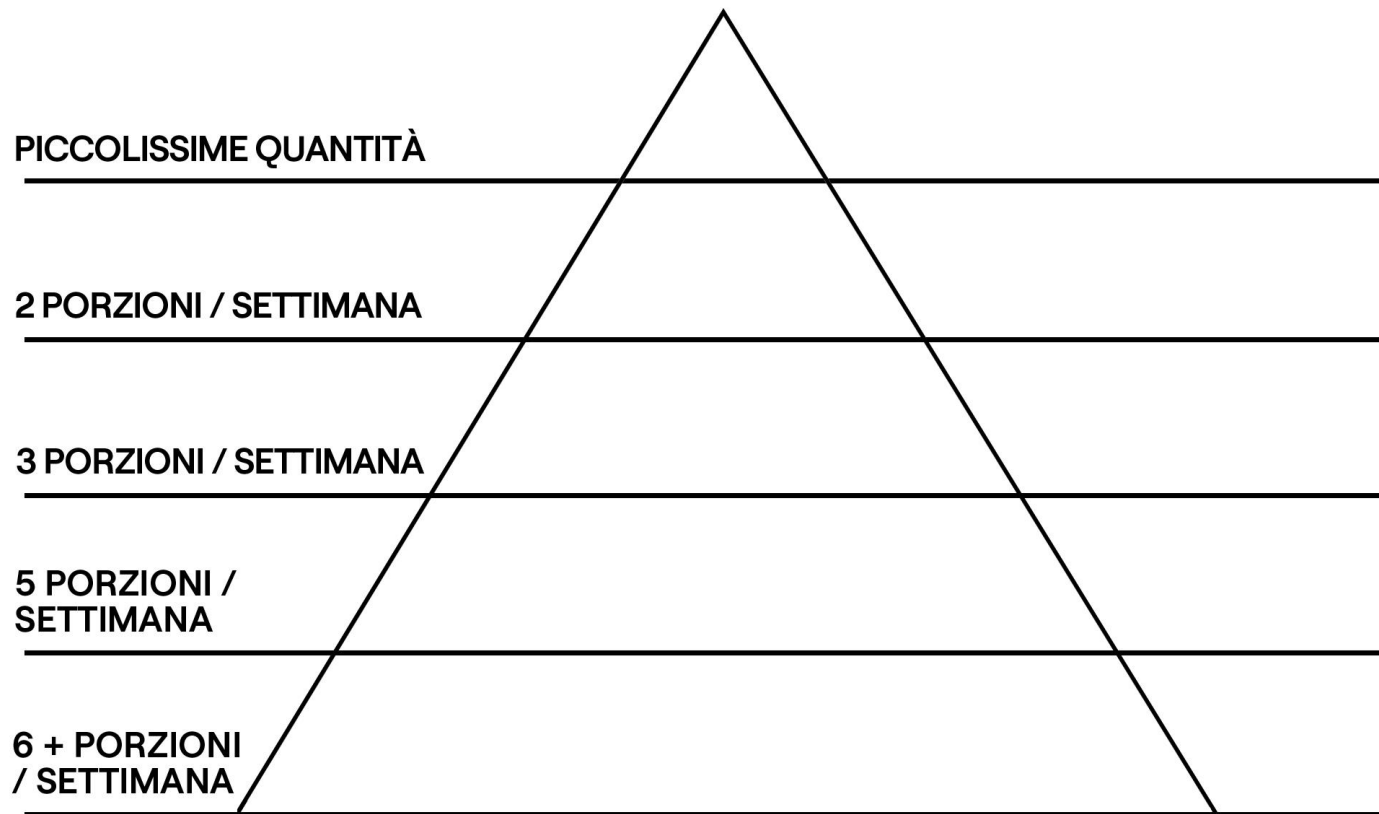 PICCOLISSIME QUANTITÀ
2 PORZIONI / SETTIMANA
3 PORZIONI / SETTIMANA
5 PORZIONI /
SETTIMANA
6 + PORZIONI
/ SETTIMANA